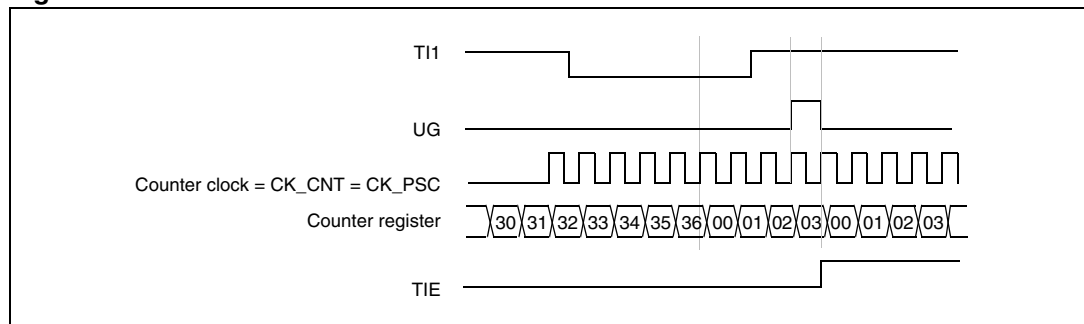 TI1
UG
Counter clock = CK_CNT = CK_PSC
Counter register
30 31 32 33 34 35 36 00 01 02 03 00 01 02 03
TIE